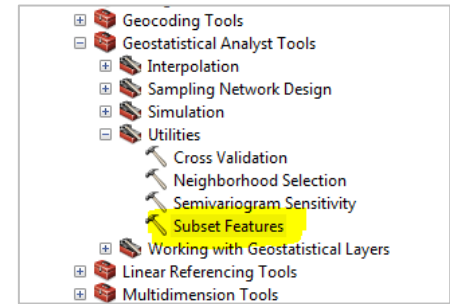 Geocoding Tools
Geostatistical Analyst Tools
Interpolation
Sampling Network Design
Simulation
Utilities
Cross Validation
Neighborhood Selection
Semivariogram Sensitivity
Subset Features
Working with Geostatistical Layers
Linear Referencing Tools
Multidimension Tools